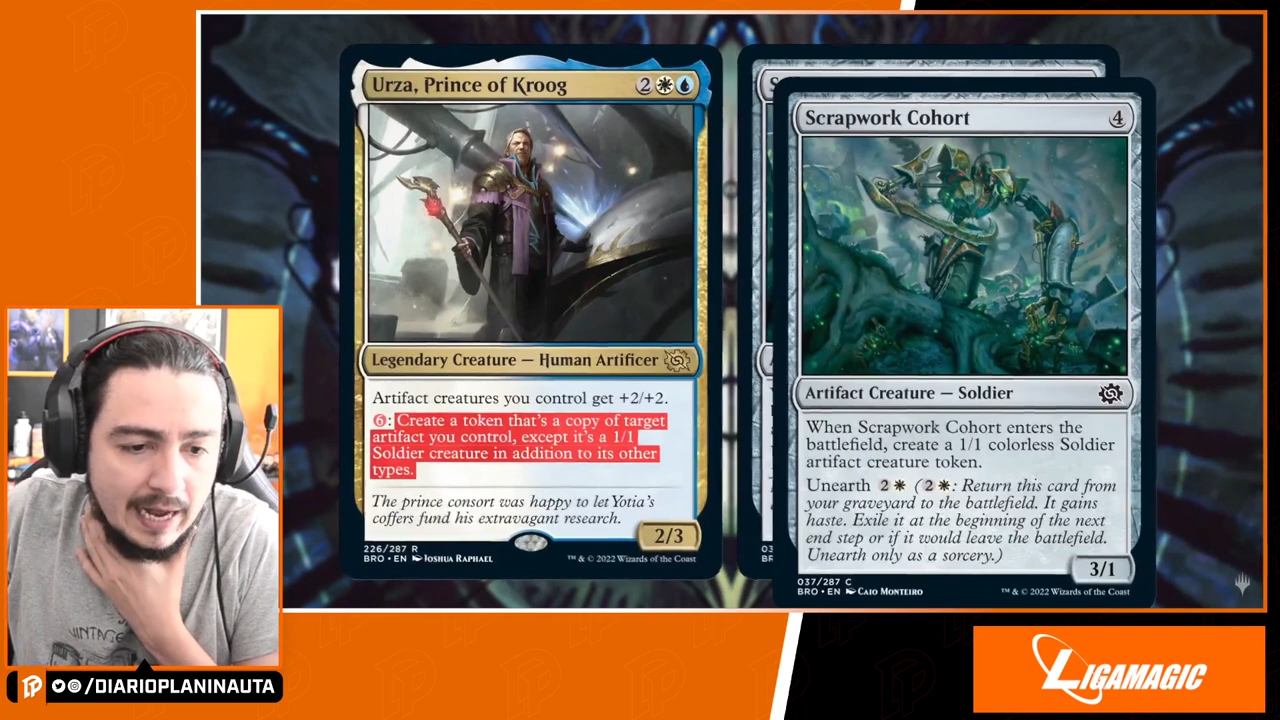 Urza, Prince of Kroog 2
Legendary Creature — Human Artificer
Artifact creatures you control get +2/+2.
6: Create a token that's a copy of target
artifact you control, except it's a 1/1
Soldier creature in addition to its other
types.
The prince consort was happy to let Yotia's
coffers fund his extravagant research.
2/3
226/287 R
BRO • EN Joshua Raphael
™ & © 2022 Wizards of the Coast
Scrapwork Cohort 4
Artifact Creature — Soldier
When Scrapwork Cohort enters the
battlefield, create a 1/1 colorless Soldier
artifact creature token.
Unearth 2 (2: Return this card from
your graveyard to the battlefield. It gains
haste. Exile it at the beginning of the next
end step or if it would leave the battlefield.
Unearth only as a sorcery.)
3/1
037/287 C
BRO • EN Caio Monteiro
™ & © 2022 Wizards of the Coast
VINTAGE
/DIARIOPLANINAUTA
LIGAMAGIC